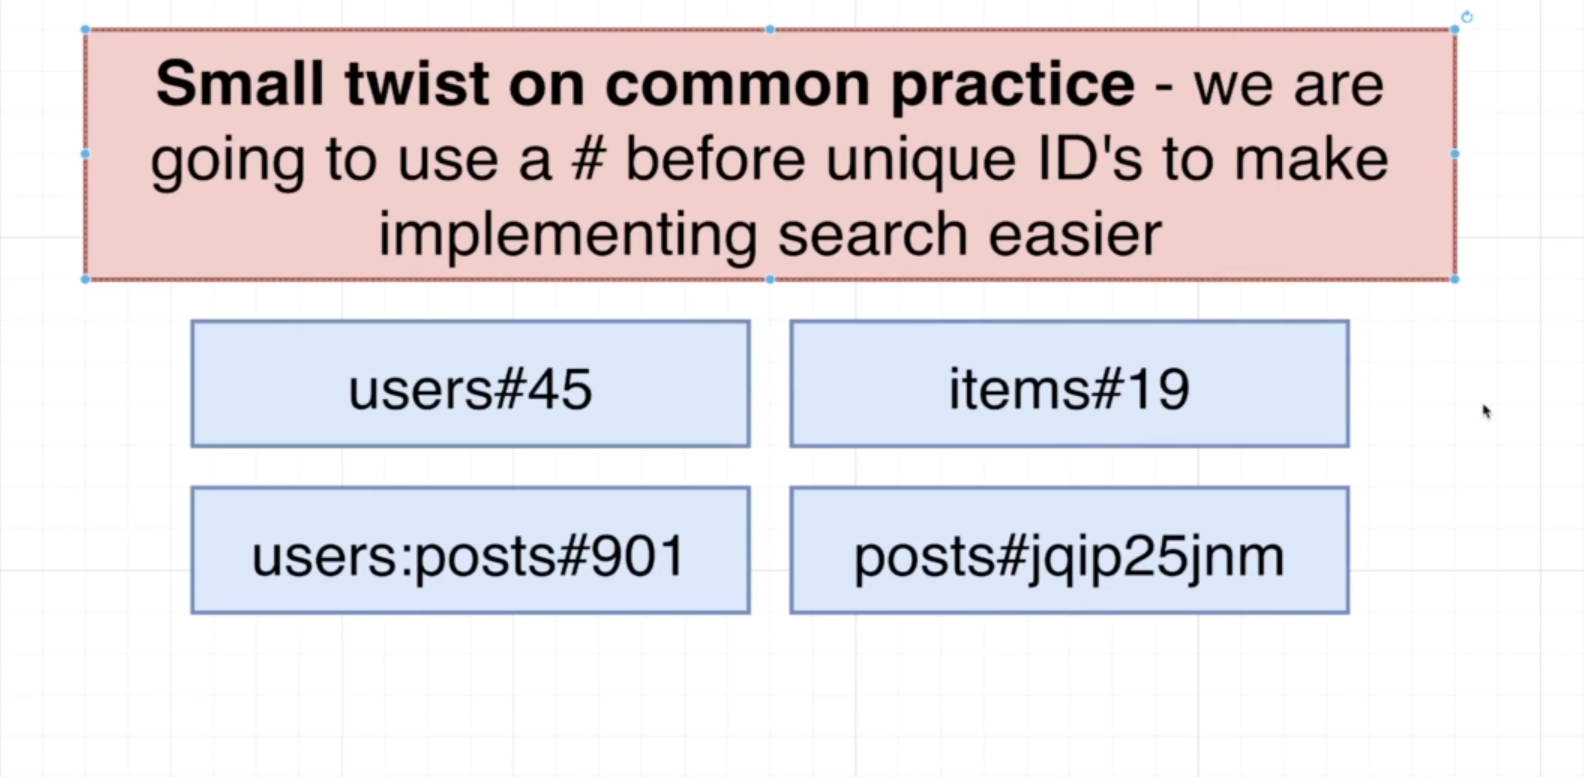 Small twist on common practice - we are
going to use a # before unique ID's to make
implementing search easier
users#45
items#19
users:posts#901
posts#jqip25jnm